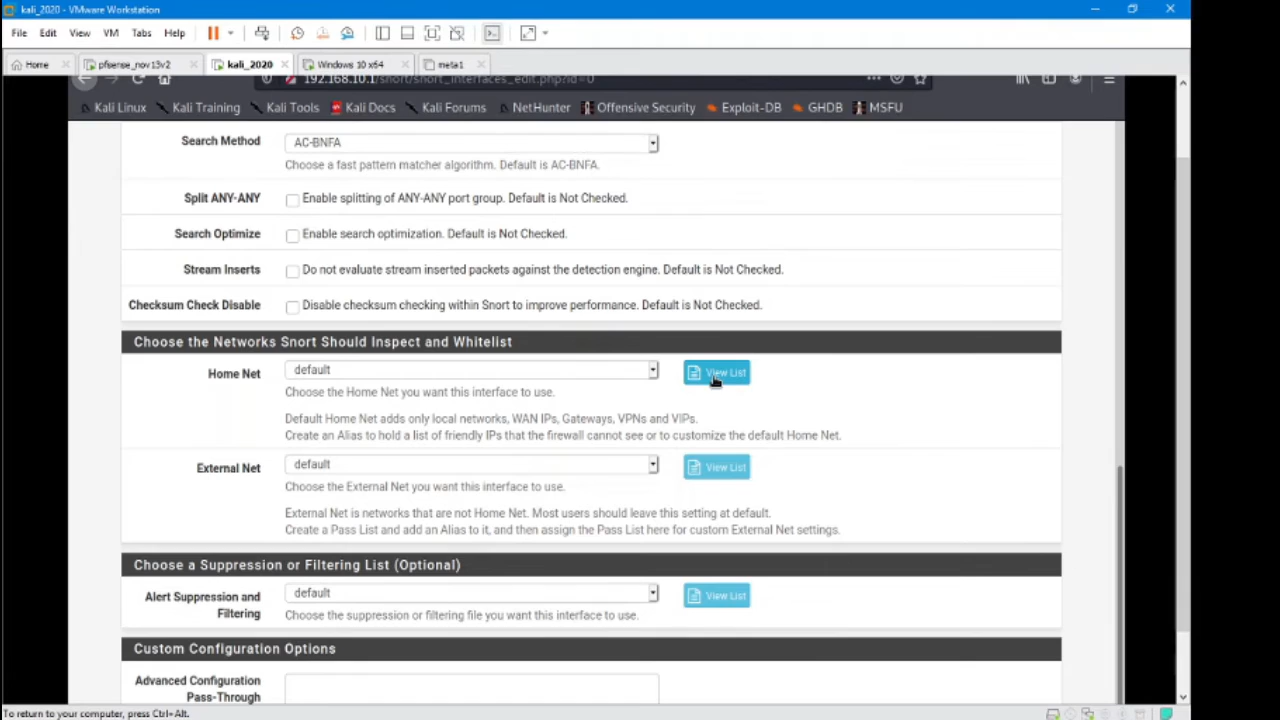 kali_2020 - VMware Workstation
File Edit View VM Tabs Help
Home pfsense_nov13v2 kali_2020 Windows 10 x64 meta1
192.168.10.1/snort/snort_interfaces_edit.php?id=0
Kali Linux Kali Training Kali Tools Kali Docs Kali Forums NetHunter Offensive Security Exploit-DB GHDB MSFU
Search Method AC-BNFA
Choose a fast pattern matcher algorithm. Default is AC-BNFA.
Split ANY-ANY Enable splitting of ANY-ANY port group. Default is Not Checked.
Search Optimize Enable search optimization. Default is Not Checked.
Stream Inserts Do not evaluate stream inserted packets against the detection engine. Default is Not Checked.
Checksum Check Disable Disable checksum checking within Snort to improve performance. Default is Not Checked.
Choose the Networks Snort Should Inspect and Whitelist
Home Net default View List
Choose the Home Net you want this interface to use.
Default Home Net adds only local networks, WAN IPs, Gateways, VPNs and VIPs.
Create an Alias to hold a list of friendly IPs that the firewall cannot see or to customize the default Home Net.
External Net default View List
Choose the External Net you want this interface to use.
External Net is networks that are not Home Net. Most users should leave this setting at default.
Create a Pass List and add an Alias to it, and then assign the Pass List here for custom External Net settings.
Choose a Suppression or Filtering List (Optional)
Alert Suppression and Filtering default View List
Choose the suppression or filtering file you want this interface to use.
Custom Configuration Options
Advanced Configuration
Pass-Through
To return to your computer, press Ctrl+Alt.